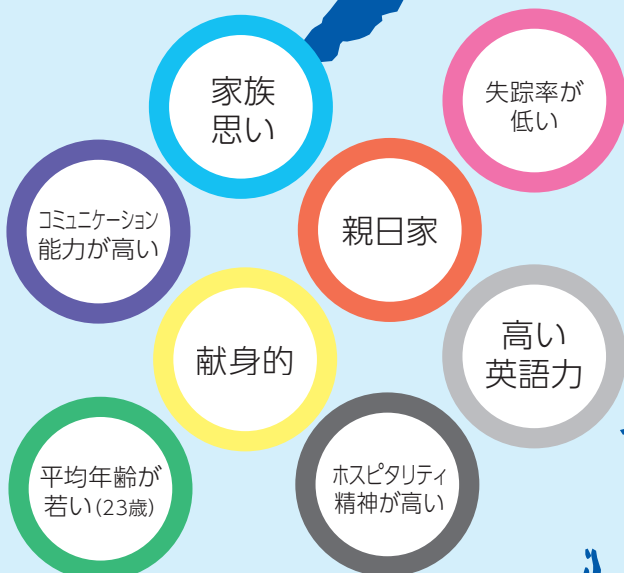 家族
思い
失踪率が
低い
コミュニケーション
能力が高い
親日家
献身的
高い
英語力
平均年齢が
若い(23歳)
ホスピタリティ
精神が高い